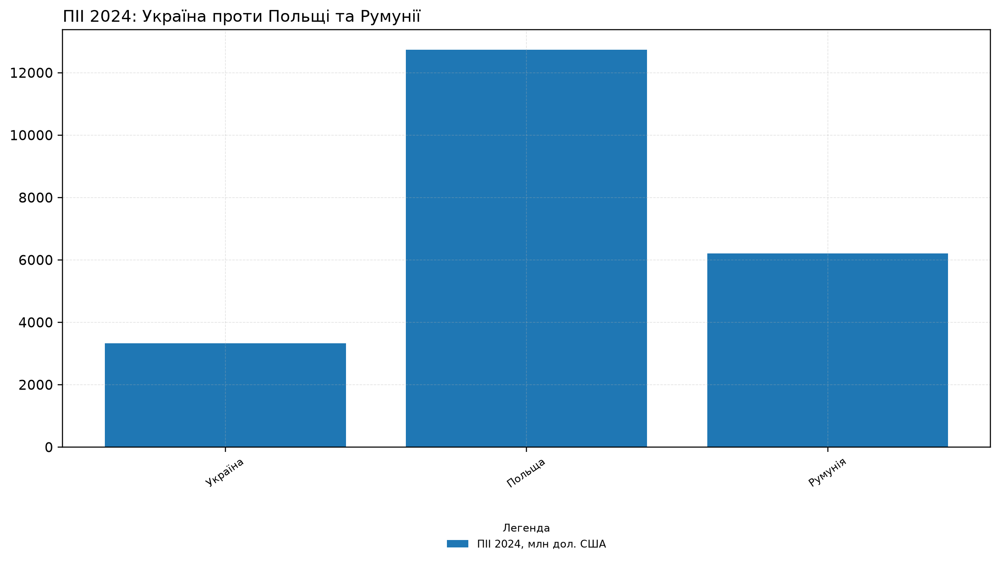 ПІІ 2024: Україна проти Польщі та Румунії
12000
10000
8000
6000
4000
2000
0
Україна
Польща
Румунія
Легенда
ПІІ 2024, млн дол. США